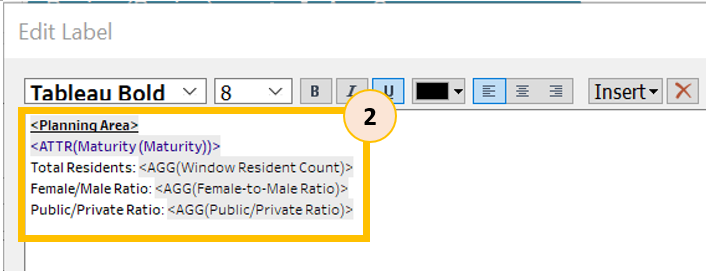 Edit Label
Tableau Bold 8 B I U Insert
2
<Planning Area>
<ATTR(Maturity (Maturity))>
Total Residents: <AGG(Window Resident Count)>
Female/Male Ratio: <AGG(Female-to-Male Ratio)>
Public/Private Ratio: <AGG(Public/Private Ratio)>